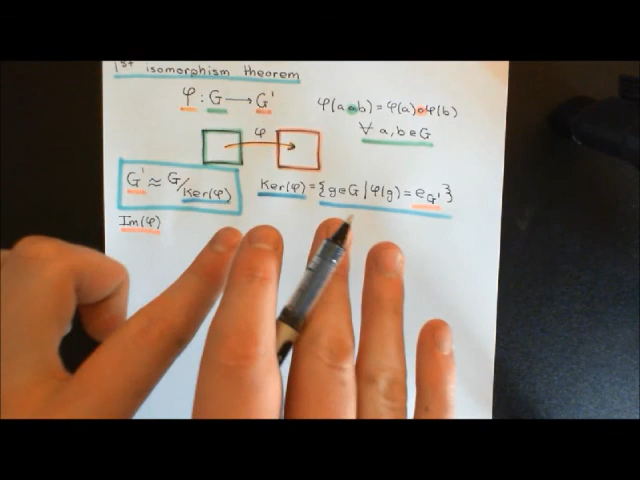 1st isomorphism theorem
φ : G ⟶ G'
φ(a ∘ b) = φ(a) ∘ φ(b)
∀ a, b ∈ G
φ
G' ≈ G/Ker(φ)
Ker(φ) = {g ∈ G | φ(g) = e_G'}
Im(φ)